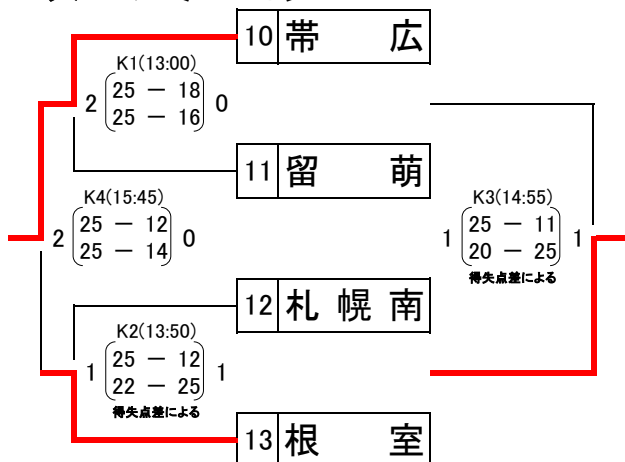 10 帯 広
K1(13:00)
2 25 － 18 0
25 － 16
11 留 萌
K4(15:45)
2 25 － 12 0
25 － 14
K3(14:55)
1 25 － 11 1
20 － 25
得失点差による
12 札 幌 南
K2(13:50)
1 25 － 12 1
22 － 25
得失点差による
13 根 室